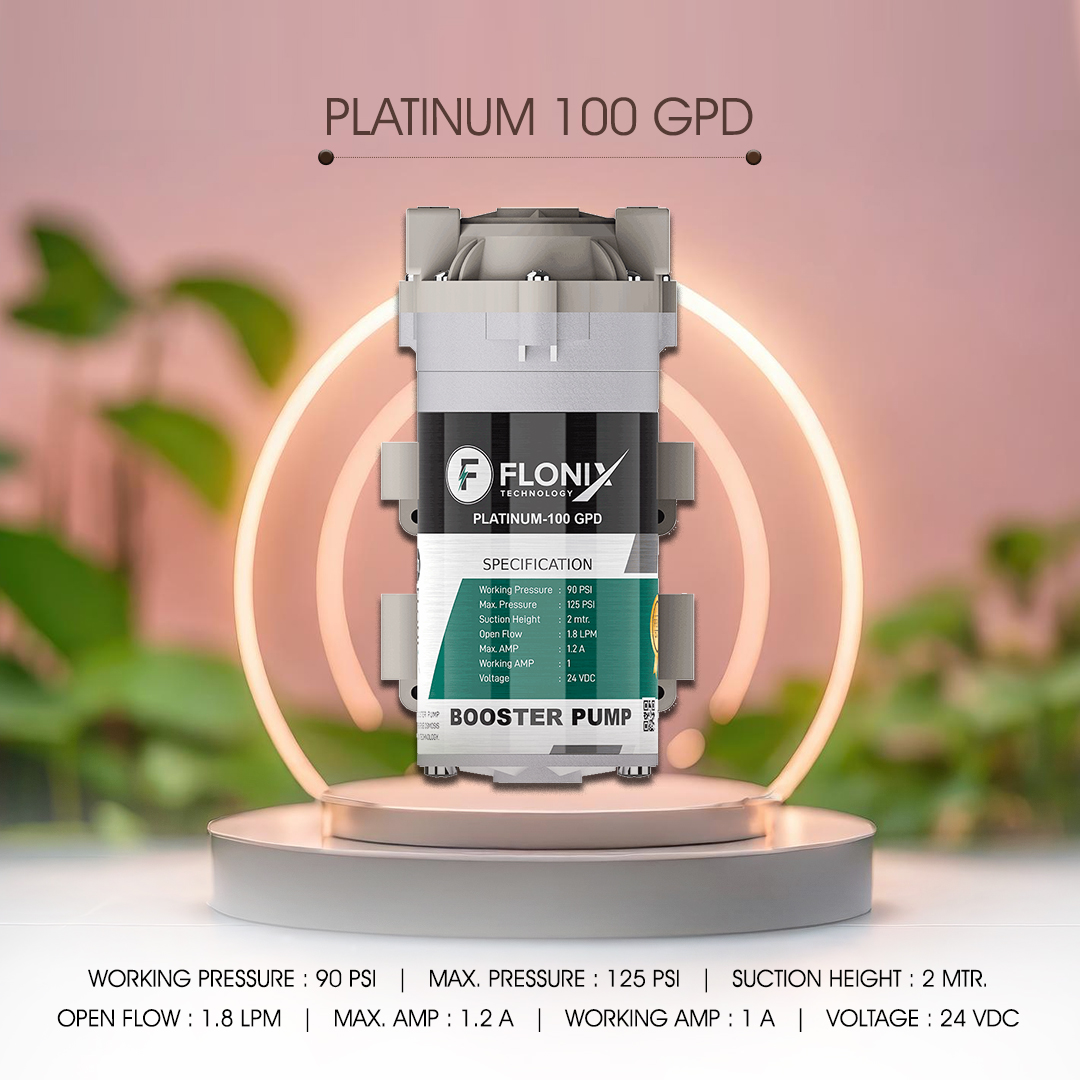 PLATINUM 100 GPD
FLONIX
TECHNOLOGY
PLATINUM-100 GPD
SPECIFICATION
Working Pressure : 90 PSI
Max. Pressure : 125 PSI
Suction Height : 2 mtr.
Open Flow : 1.8 LPM
Max. AMP : 1.2 A
Working AMP : 1
Voltage : 24 VDC
BOOSTER PUMP
WORKING PRESSURE : 90 PSI | MAX. PRESSURE : 125 PSI | SUCTION HEIGHT : 2 MTR.
OPEN FLOW : 1.8 LPM | MAX. AMP : 1.2 A | WORKING AMP : 1 A | VOLTAGE : 24 VDC